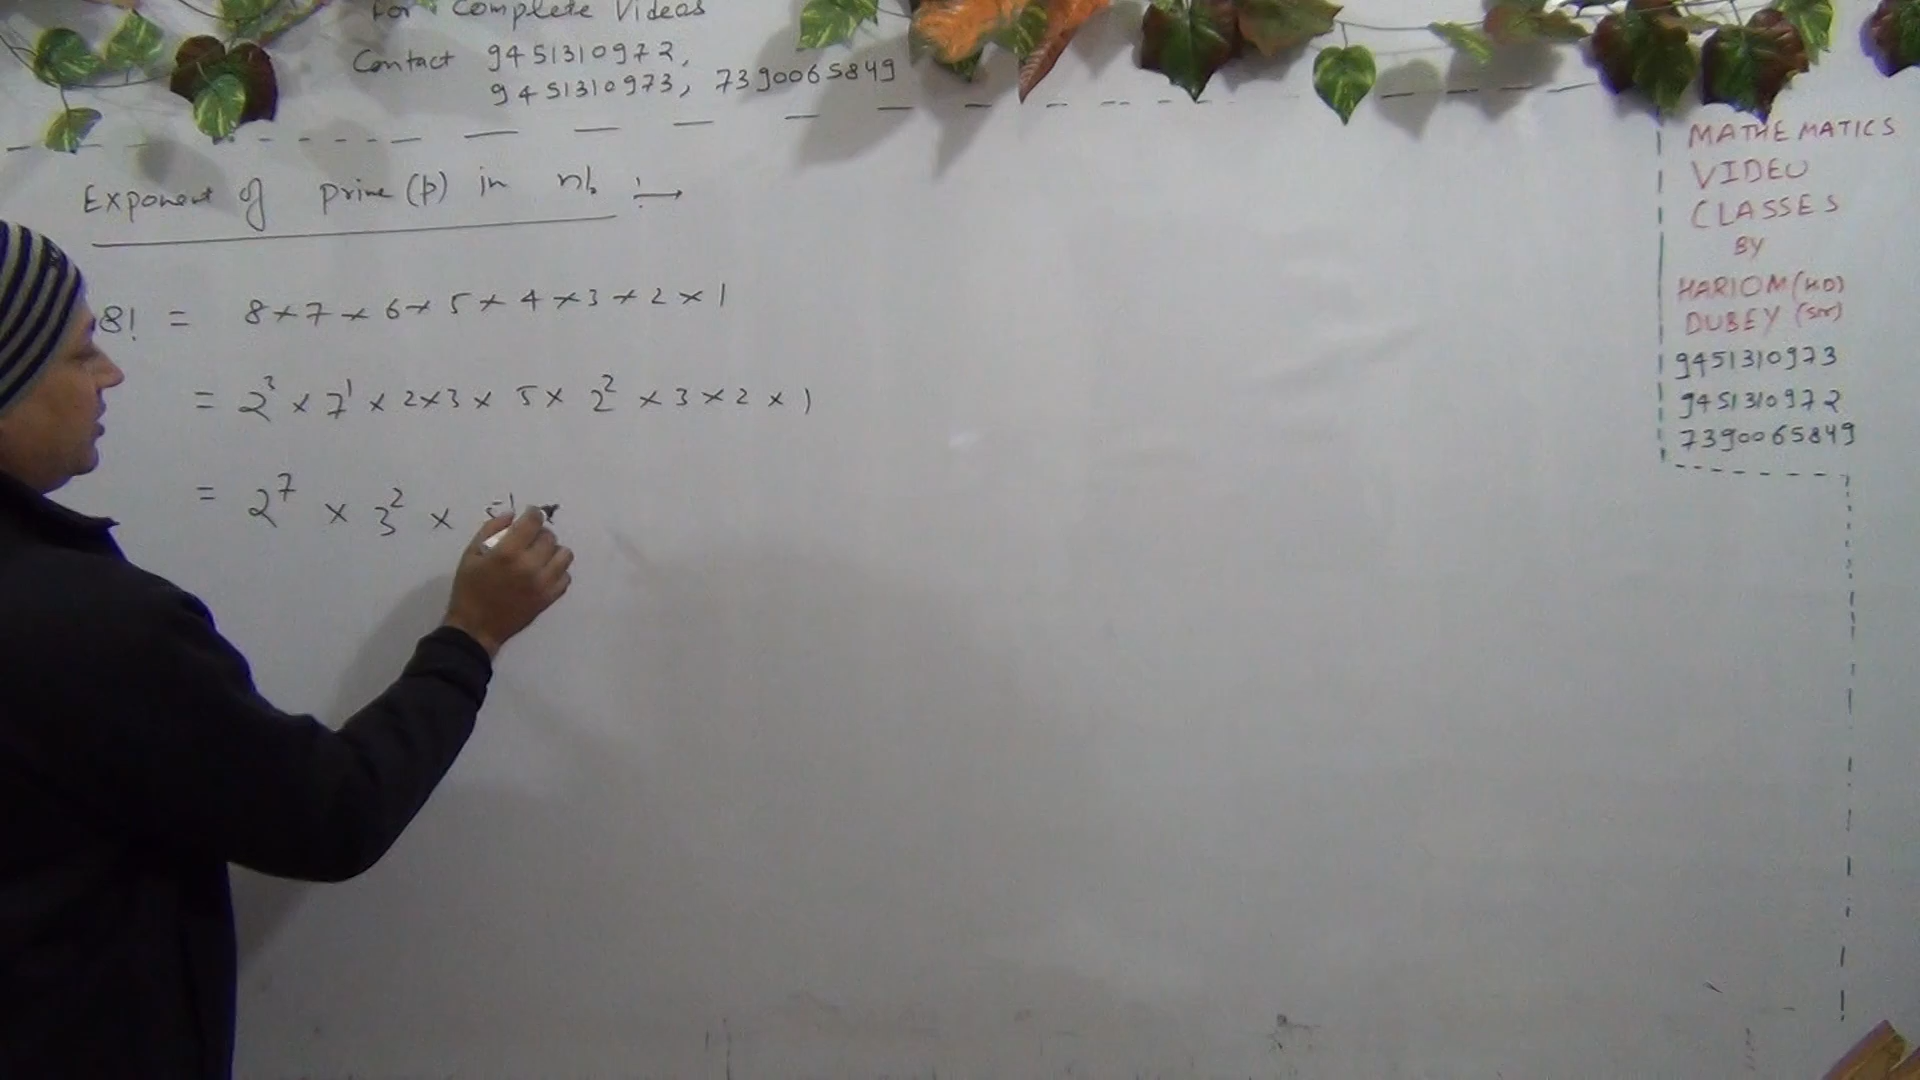 For Complete Videos
Contact 9451310972,
9451310973, 7390065849
Exponent of prime (p) in n! :→
8! = 8 × 7 × 6 × 5 × 4 × 3 × 2 × 1
= 2³ × 7¹ × 2×3 × 5 × 2² × 3 × 2 × 1
= 2⁷ × 3² × 5¹ ×
MATHEMATICS
VIDEO
CLASSES
BY
HARIOM (HD)
DUBEY (Sir)
9451310973
9451310972
7390065849